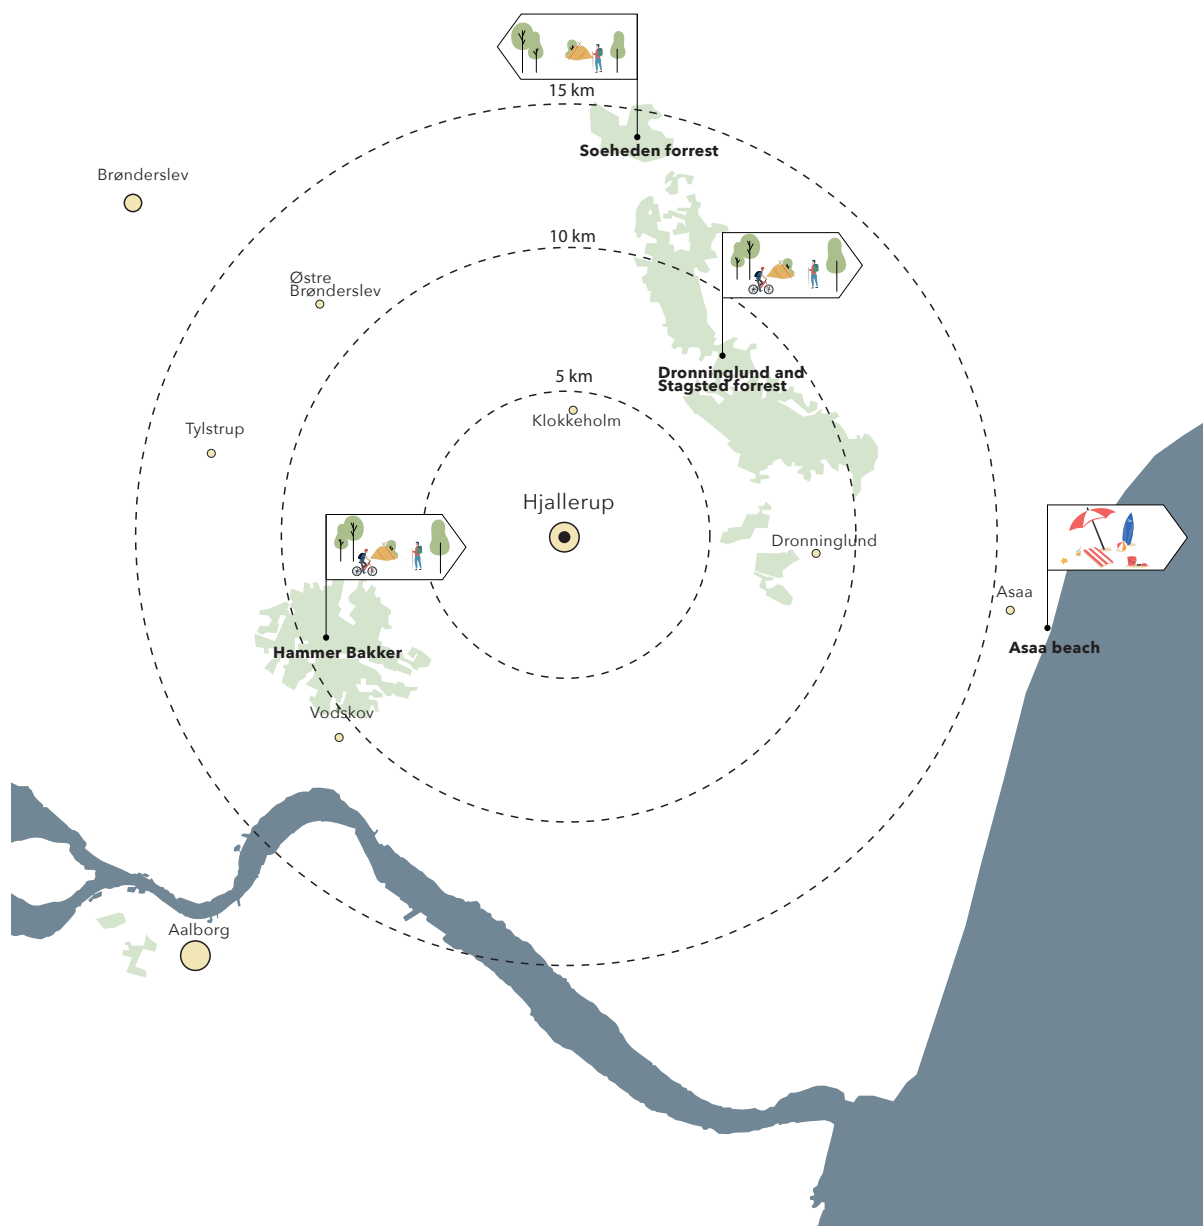 15 km
Soeheden forrest
Brønderslev
10 km
Østre
Brønderslev
5 km
Dronninglund and
Stagsted forrest
Klokkeholm
Tylstrup
Hjallerup
Dronninglund
Asaa
Asaa beach
Hammer Bakker
Vodskov
Aalborg